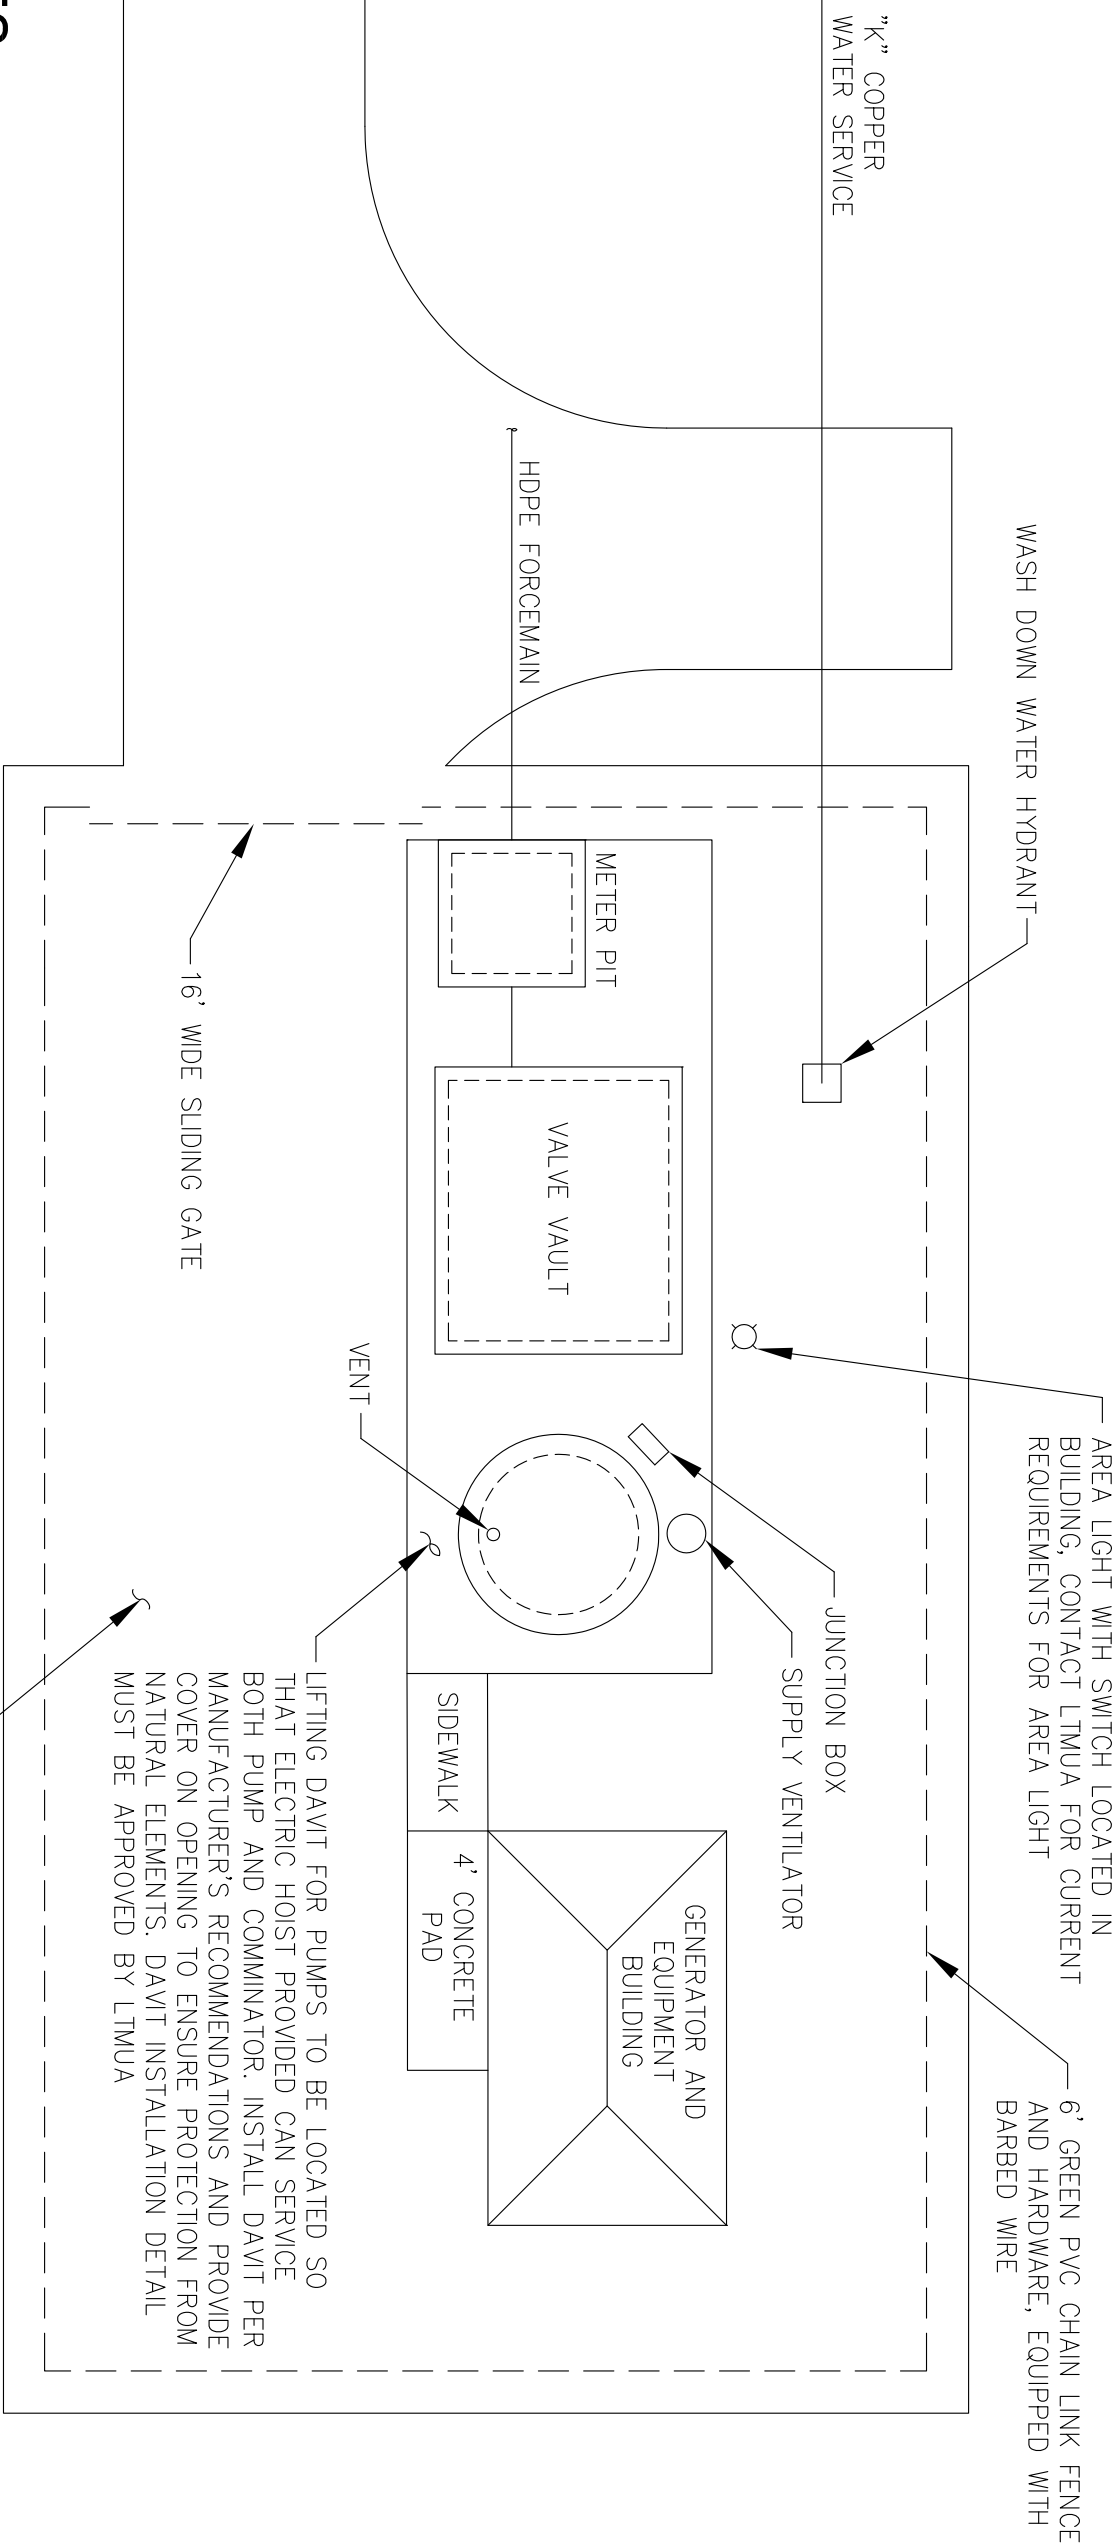 "K" COPPER
WATER SERVICE
WASH DOWN WATER HYDRANT
HDPE FORCEMAIN
METER PIT
16' WIDE SLIDING GATE
VALVE VAULT
VENT
AREA LIGHT WITH SWITCH LOCATED IN
BUILDING, CONTACT LTMUA FOR CURRENT
REQUIREMENTS FOR AREA LIGHT
JUNCTION BOX
SUPPLY VENTILATOR
6' GREEN PVC CHAIN LINK FENCE
AND HARDWARE, EQUIPPED WITH
BARBED WIRE
GENERATOR AND
EQUIPMENT
BUILDING
SIDEWALK
4' CONCRETE
PAD
LIFTING DAVIT FOR PUMPS TO BE LOCATED SO
THAT ELECTRIC HOIST PROVIDED CAN SERVICE
BOTH PUMP AND COMMINATOR. INSTALL DAVIT PER
MANUFACTURER'S RECOMMENDATIONS AND PROVIDE
COVER ON OPENING TO ENSURE PROTECTION FROM
NATURAL ELEMENTS. DAVIT INSTALLATION DETAIL
MUST BE APPROVED BY LTMUA